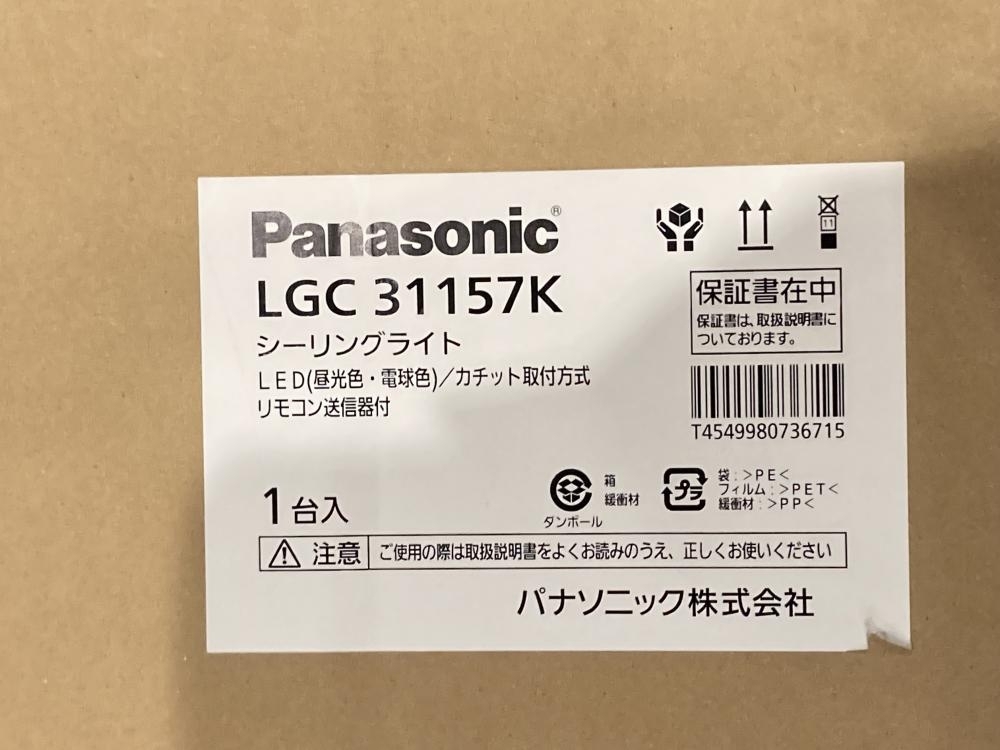 Panasonic®
LGC 31157K
シーリングライト
LED(昼光色・電球色)/カチット取付方式
リモコン送信器付
11
保証書在中
保証書は、取扱説明書に
ついております。
T4549980736715
1台入
ダンボール
箱
緩衝材
プラ
袋:>PE<
フィルム:>PET<
緩衝材:>PP<
注意
ご使用の際は取扱説明書をよくお読みのうえ、正しくお使いください
パナソニック株式会社